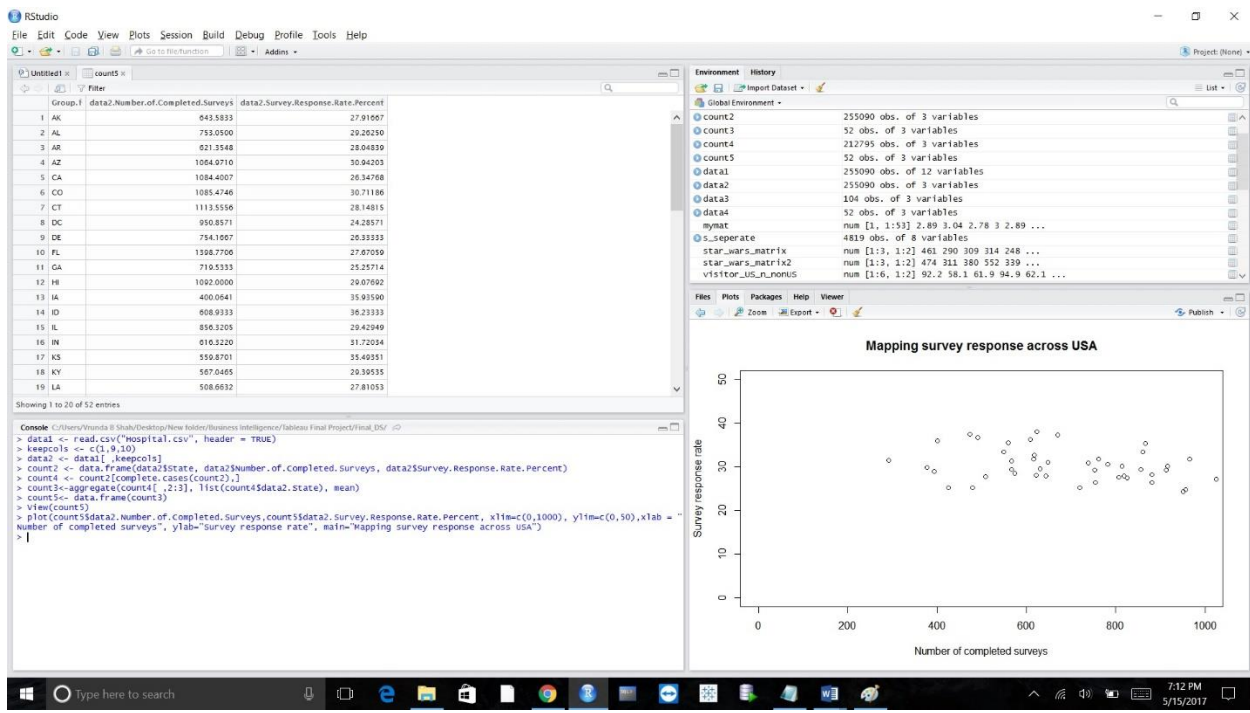 RStudio
File Edit Code View Plots Session Build Debug Profile Tools Help
Go to file/function Addins Project: (None)
Untitled1 × count5 ×
Filter
Group.1 data2.Number.of.Completed.Surveys data2.Survey.Response.Rate.Percent
1 AK 643.5833 27.91667
2 AL 753.0500 29.26250
3 AR 621.3548 28.04839
4 AZ 1064.9710 30.94203
5 CA 1084.4007 26.34768
6 CO 1085.4746 30.71186
7 CT 1113.5556 28.14815
8 DC 950.8571 24.28571
9 DE 754.1667 26.33333
10 FL 1398.7706 27.67059
11 GA 719.5333 25.25714
12 HI 1092.0000 29.07692
13 IA 400.0641 35.93590
14 ID 608.9333 36.23333
15 IL 856.3205 29.42949
16 IN 616.3220 31.72034
17 KS 559.8701 35.49351
18 KY 567.0465 29.39535
19 LA 508.6632 27.81053
Showing 1 to 20 of 52 entries
Console C:/Users/Vrunda B Shah/Desktop/New folder/Business Intelligence/Tableau Final Project/Final_DS/
> data1 <- read.csv("Hospital.csv", header = TRUE)
> keepcols <- c(1,9,10)
> data2 <- data1[ ,keepcols]
> count2 <- data.frame(data2$State, data2$Number.of.Completed.Surveys, data2$Survey.Response.Rate.Percent)
> count4 <- count2[complete.cases(count2),]
> count3<-aggregate(count4[ ,2:3], list(count4$data2.State), mean)
> count5<- data.frame(count3)
> View(count5)
> plot(count5$data2.Number.of.Completed.Surveys,count5$data2.Survey.Response.Rate.Percent, xlim=c(0,1000), ylim=c(0,50),xlab = "
Number of completed surveys", ylab="Survey response rate", main="Mapping survey response across USA")
>
Environment History
Import Dataset List
Global Environment
count2 255090 obs. of 3 variables
count3 52 obs. of 3 variables
count4 212795 obs. of 3 variables
count5 52 obs. of 3 variables
data1 255090 obs. of 12 variables
data2 255090 obs. of 3 variables
data3 104 obs. of 3 variables
data4 52 obs. of 3 variables
mymat num [1, 1:53] 2.89 3.04 2.78 3 2.89 ...
s_seperate 4819 obs. of 8 variables
star_wars_matrix num [1:3, 1:2] 461 290 309 314 248 ...
star_wars_matrix2 num [1:3, 1:2] 474 311 380 552 339 ...
visitor_US_n_nonUS num [1:6, 1:2] 92.2 58.1 61.9 94.9 62.1 ...
Files Plots Packages Help Viewer
Zoom Export Publish
Mapping survey response across USA
50
40
30
20
10
0
Survey response rate
0 200 400 600 800 1000
Number of completed surveys
Type here to search
7:12 PM
5/15/2017